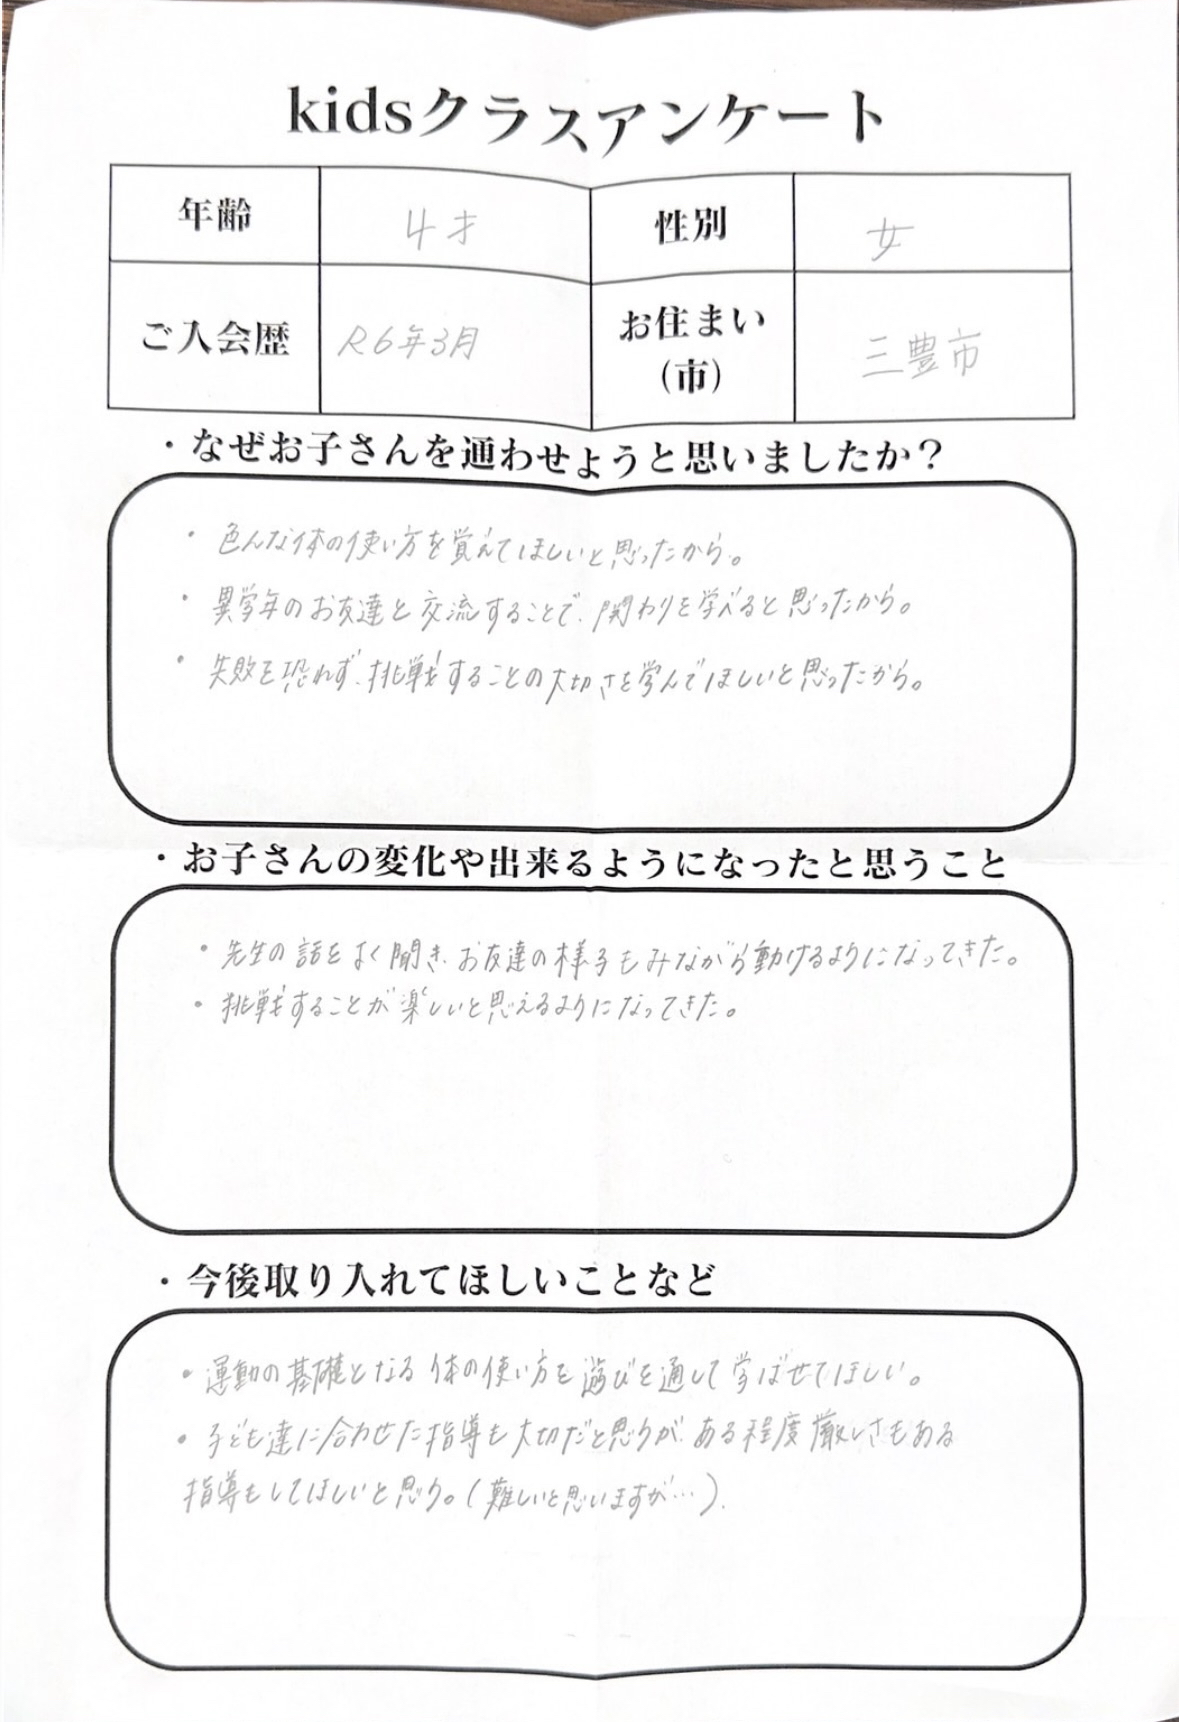 kidsクラスアンケート
年齢 4才 性別 女
ご入会歴 R6年3月 お住まい(市) 三豊市
・なぜお子さんを通わせようと思いましたか？
・色んな体の使い方を覚えてほしいと思ったから。
・異学年のお友達と交流することで、関わりを学べると思ったから。
・失敗を恐れず、挑戦することの大切さを学んでほしいと思ったから。
・お子さんの変化や出来るようになったと思うこと
・先生の話をよく聞き、お友達の様子もみながら動けるようになってきた。
・挑戦することが楽しいと思えるようになってきた。
・今後取り入れてほしいことなど
・運動の基礎となる体の使い方を遊びを通して学ばせてほしい。
・子ども達に合わせた指導も大切だと思うが、ある程度厳しさもある
指導もしてほしいと思う。(難しいと思いますが…).